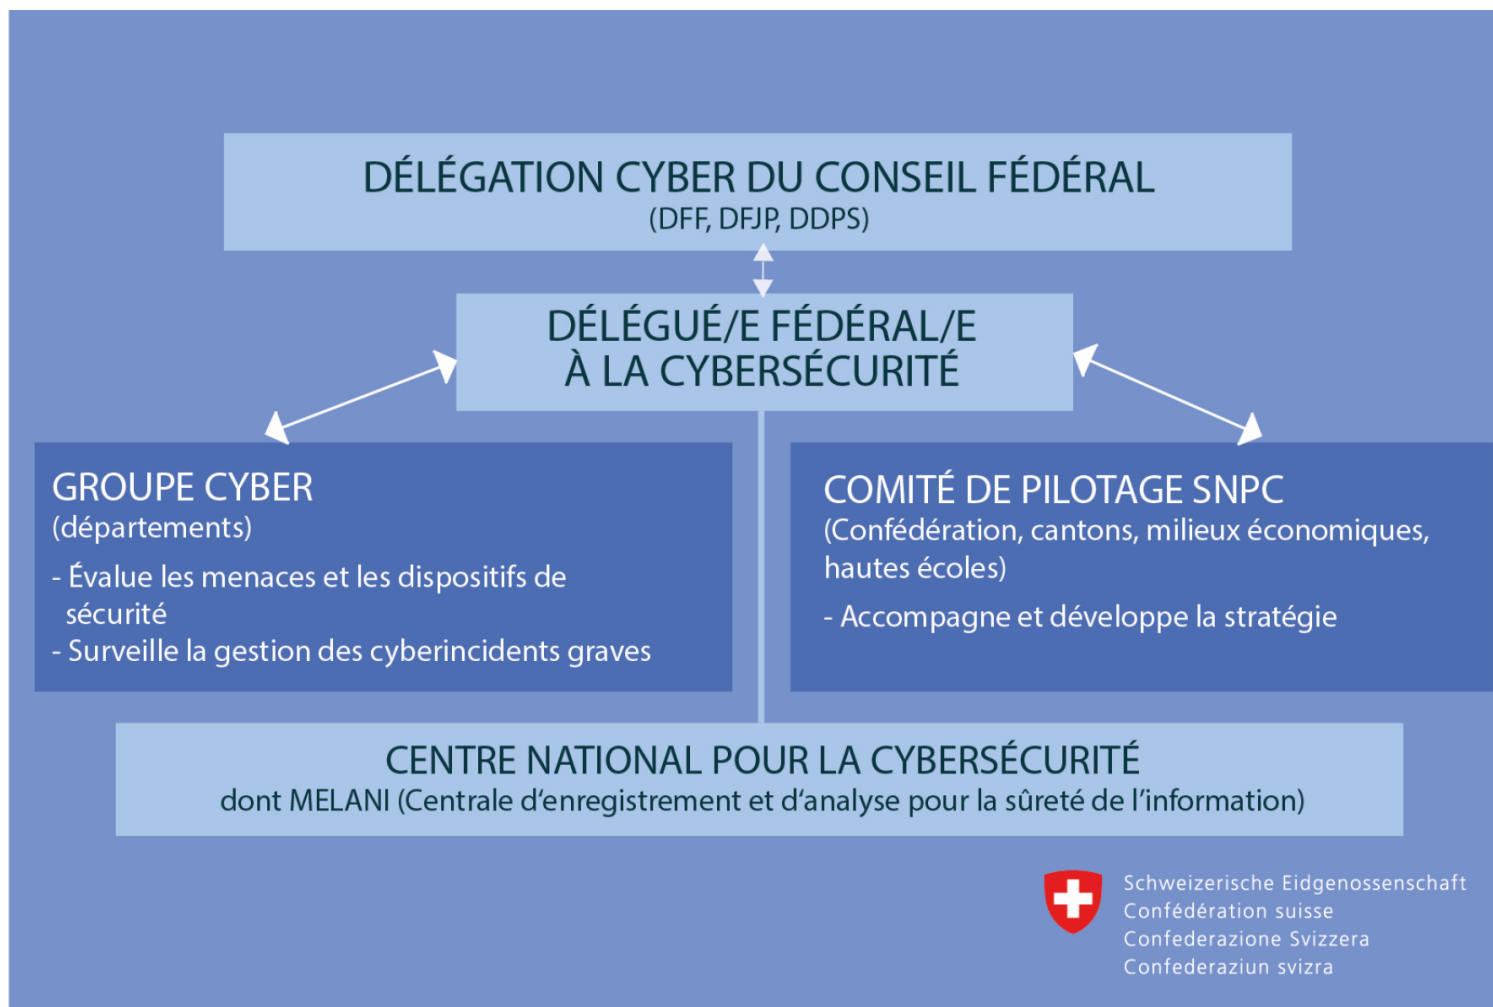 DÉLÉGATION CYBER DU CONSEIL FÉDÉRAL
(DFF, DFJP, DDPS)
DÉLÉGUÉ/E FÉDÉRAL/E
À LA CYBERSÉCURITÉ
GROUPE CYBER
(départements)
- Évalue les menaces et les dispositifs de
sécurité
- Surveille la gestion des cyberincidents graves
COMITÉ DE PILOTAGE SNPC
(Confédération, cantons, milieux économiques,
hautes écoles)
- Accompagne et développe la stratégie
CENTRE NATIONAL POUR LA CYBERSÉCURITÉ
dont MELANI (Centrale d‘enregistrement et d‘analyse pour la sûreté de l’information)
Schweizerische Eidgenossenschaft
Confédération suisse
Confederazione Svizzera
Confederaziun svizra